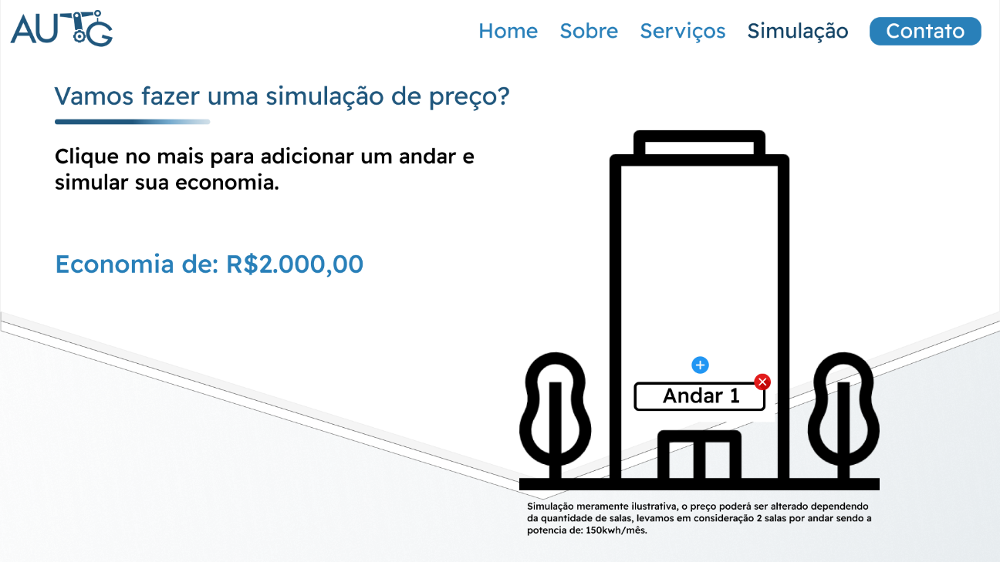 AUTG
Home Sobre Serviços Simulação Contato
Vamos fazer uma simulação de preço?
Clique no mais para adicionar um andar e
simular sua economia.
Economia de: R$2.000,00
Andar 1
Simulação meramente ilustrativa, o preço poderá ser alterado dependendo
da quantidade de salas, levamos em consideração 2 salas por andar sendo a
potencia de: 150kwh/mês.